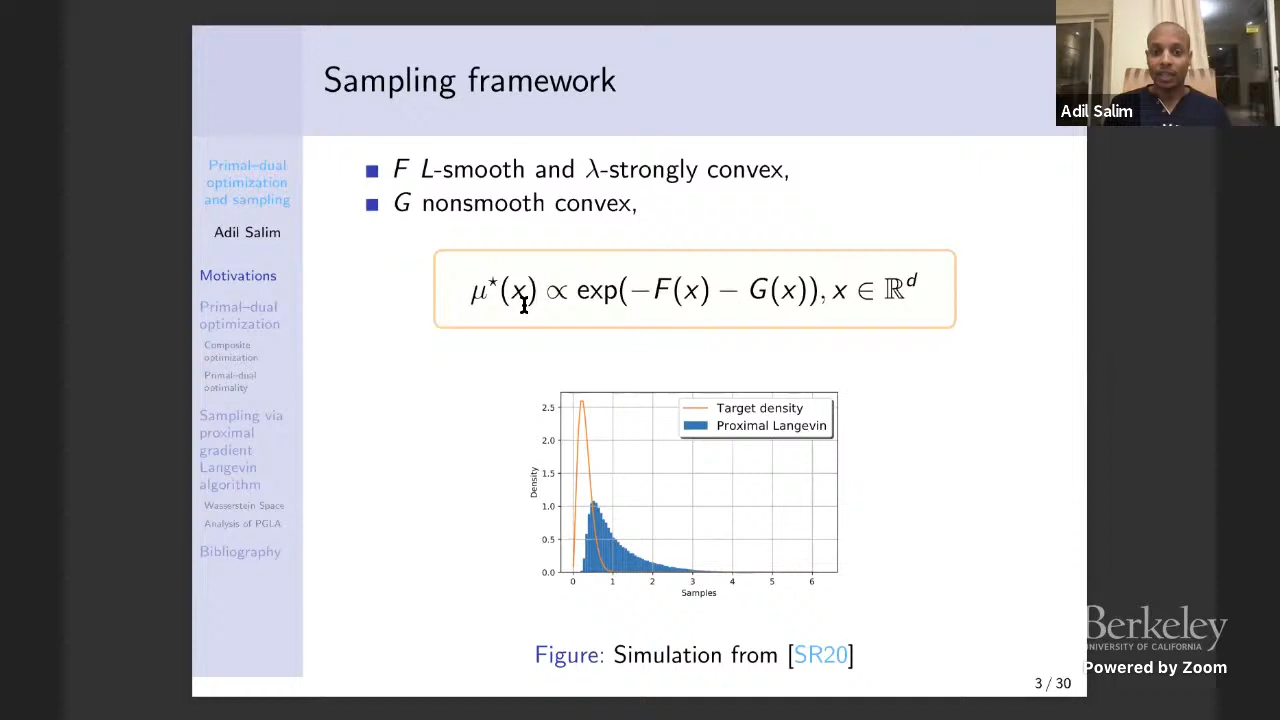 Sampling framework
Adil Salim
Primal–dual
optimization
and sampling
Adil Salim
Motivations
Primal–dual
optimization
Composite
optimization
Primal–dual
optimality
Sampling via
proximal
gradient
Langevin
algorithm
Wasserstein Space
Analysis of PGLA
Bibliography
F L-smooth and λ-strongly convex,
G nonsmooth convex,
μ⋆(x) ∝ exp(−F(x) − G(x)), x ∈ ℝᵈ
Target density
Proximal Langevin
2.5
2.0
1.5
1.0
0.5
0.0
Density
0 1 2 3 4 5 6
Samples
Figure: Simulation from [SR20]
3 / 30
Berkeley
UNIVERSITY OF CALIFORNIA
Powered by Zoom